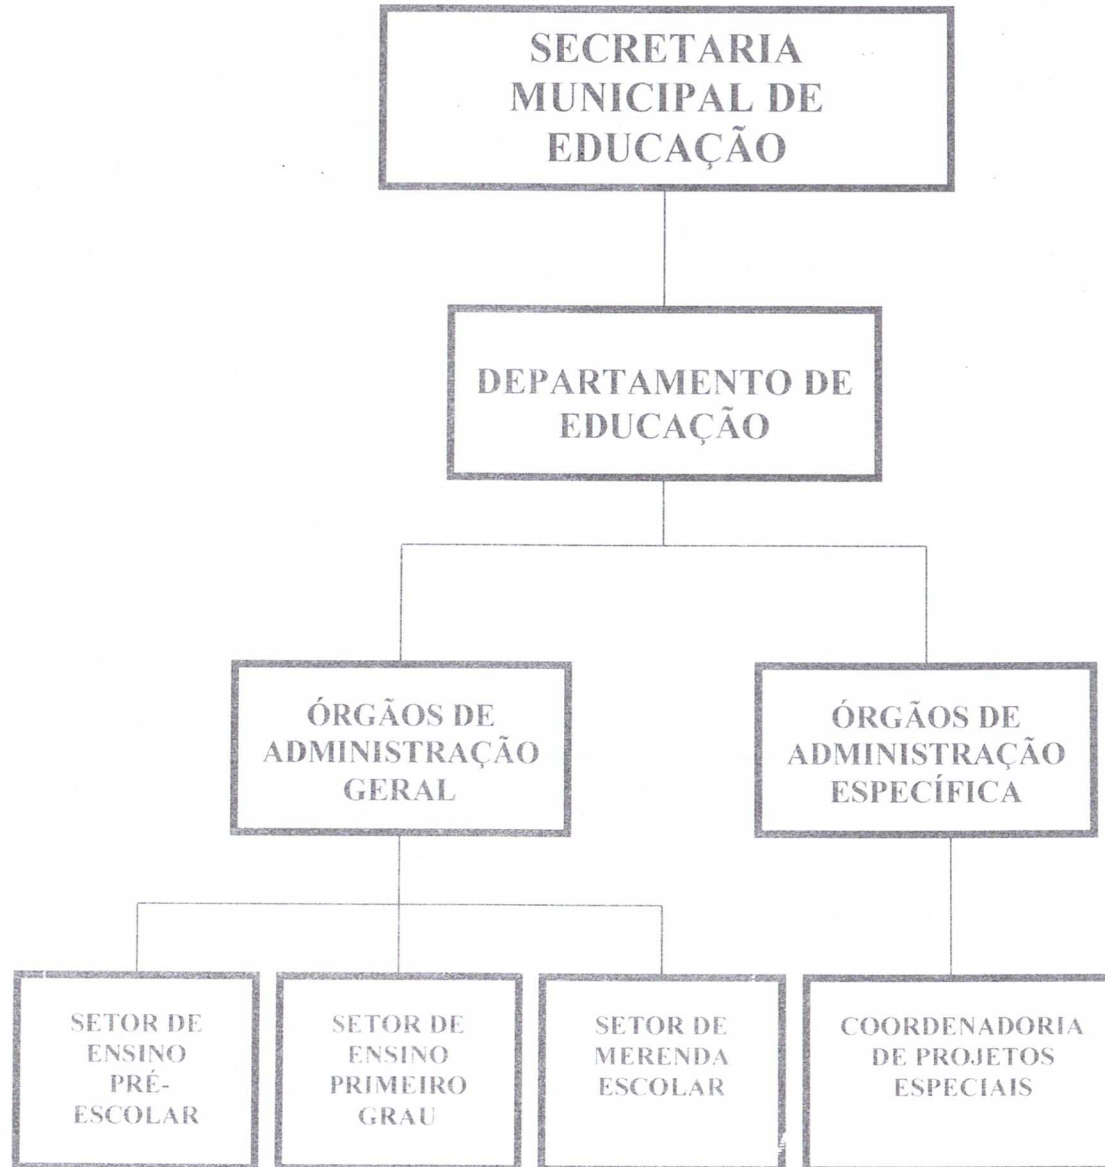 SECRETARIA
MUNICIPAL DE
EDUCAÇÃO
DEPARTAMENTO DE
EDUCAÇÃO
ÓRGÃOS DE
ADMINISTRAÇÃO
GERAL
ÓRGÃOS DE
ADMINISTRAÇÃO
ESPECÍFICA
SETOR DE
ENSINO
PRÉ-
ESCOLAR
SETOR DE
ENSINO
PRIMEIRO
GRAU
SETOR DE
MERENDA
ESCOLAR
COORDENADORIA
DE PROJETOS
ESPECIAIS